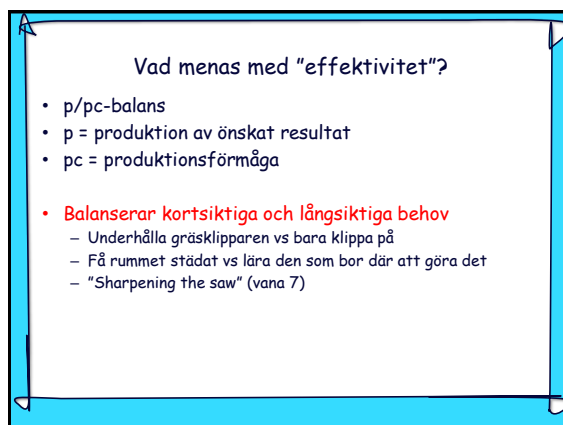 Vad menas med ”effektivitet”?
• p/pc-balans
• p = produktion av önskat resultat
• pc = produktionsförmåga
• Balanserar kortsiktiga och långsiktiga behov
– Underhålla gräsklipparen vs bara klippa på
– Få rummet städat vs lära den som bor där att göra det
– ”Sharpening the saw” (vana 7)